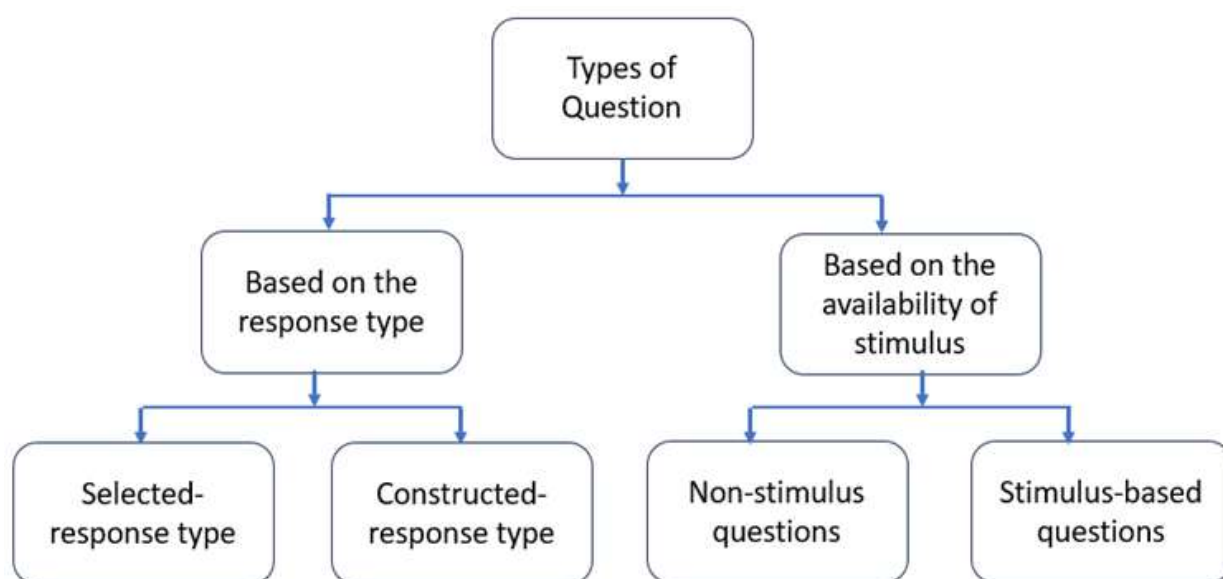 Types of
Question
Based on the
response type
Based on the
availability of
stimulus
Selected-
response type
Constructed-
response type
Non-stimulus
questions
Stimulus-based
questions